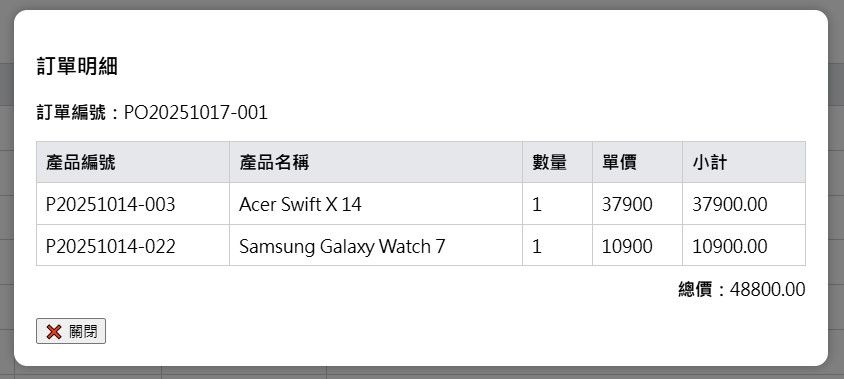 訂單明細
訂單編號：PO20251017-001
產品編號 產品名稱 數量 單價 小計
P20251014-003 Acer Swift X 14 1 37900 37900.00
P20251014-022 Samsung Galaxy Watch 7 1 10900 10900.00
總價：48800.00
❌ 關閉